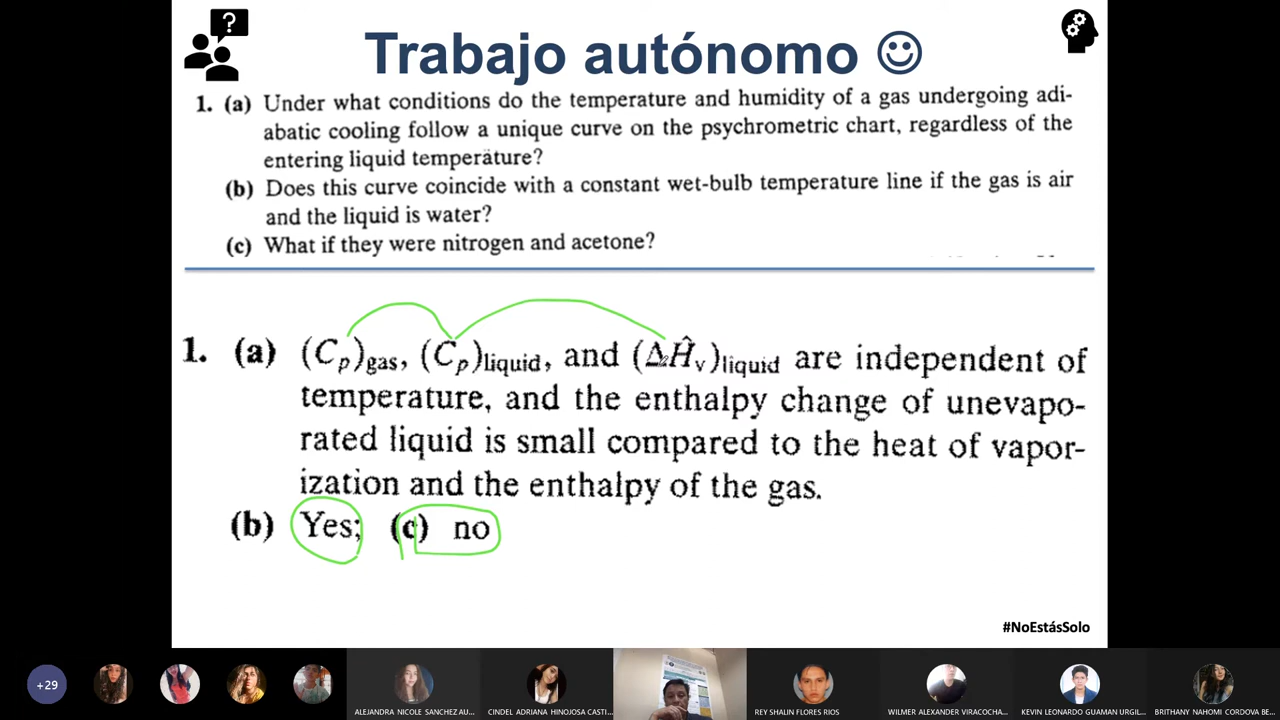 ?
Trabajo autónomo
1. (a) Under what conditions do the temperature and humidity of a gas undergoing adi-
abatic cooling follow a unique curve on the psychrometric chart, regardless of the
entering liquid temperature?
(b) Does this curve coincide with a constant wet-bulb temperature line if the gas is air
and the liquid is water?
(c) What if they were nitrogen and acetone?
1. (a) (Cp)gas, (Cp)liquid, and (ΔĤv)liquid are independent of
temperature, and the enthalpy change of unevapo-
rated liquid is small compared to the heat of vapor-
ization and the enthalpy of the gas.
(b) Yes; (c) no
#NoEstásSolo
+29
ALEJANDRA NICOLE SANCHEZ AU...
CINDEL ADRIANA HINOJOSA CASTI...
REY SHALIN FLORES RIOS
WILMER ALEXANDER VIRACOCHA...
KEVIN LEONARDO GUAMAN URGIL...
BRITHANY NAHOMI CORDOVA BE...